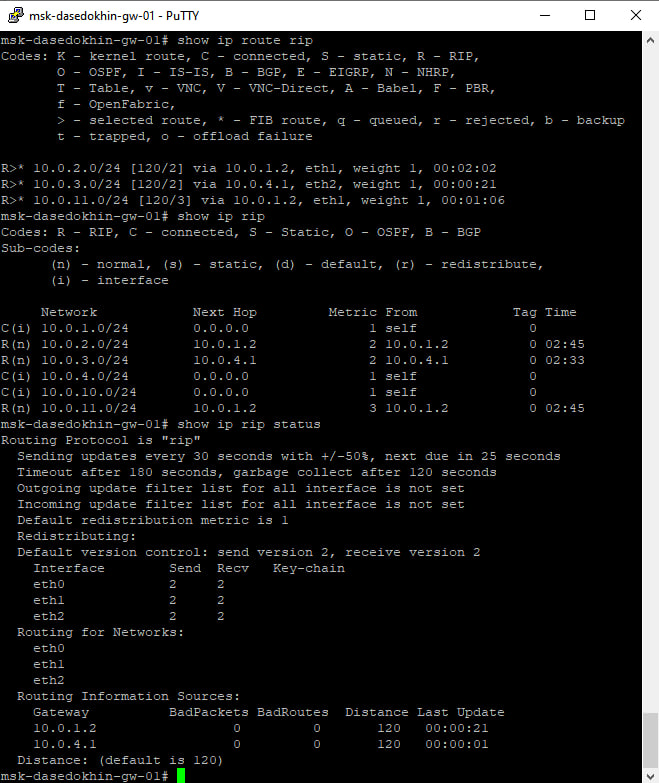 msk-dasedokhin-gw-01 - PuTTY
msk-dasedokhin-gw-01# show ip route rip
Codes: K - kernel route, C - connected, S - static, R - RIP,
       O - OSPF, I - IS-IS, B - BGP, E - EIGRP, N - NHRP,
       T - Table, v - VNC, V - VNC-Direct, A - Babel, F - PBR,
       f - OpenFabric,
       > - selected route, * - FIB route, q - queued, r - rejected, b - backup
       t - trapped, o - offload failure

R>* 10.0.2.0/24 [120/2] via 10.0.1.2, eth1, weight 1, 00:02:02
R>* 10.0.3.0/24 [120/2] via 10.0.4.1, eth2, weight 1, 00:00:21
R>* 10.0.11.0/24 [120/3] via 10.0.1.2, eth1, weight 1, 00:01:06
msk-dasedokhin-gw-01# show ip rip
Codes: R - RIP, C - connected, S - Static, O - OSPF, B - BGP
Sub-codes:
      (n) - normal, (s) - static, (d) - default, (r) - redistribute,
      (i) - interface

     Network            Next Hop         Metric From            Tag Time
C(i) 10.0.1.0/24        0.0.0.0               1 self              0
R(n) 10.0.2.0/24        10.0.1.2              2 10.0.1.2          0 02:45
R(n) 10.0.3.0/24        10.0.4.1              2 10.0.4.1          0 02:33
C(i) 10.0.4.0/24        0.0.0.0               1 self              0
C(i) 10.0.10.0/24       0.0.0.0               1 self              0
R(n) 10.0.11.0/24       10.0.1.2              3 10.0.1.2          0 02:45
msk-dasedokhin-gw-01# show ip rip status
Routing Protocol is "rip"
  Sending updates every 30 seconds with +/-50%, next due in 25 seconds
  Timeout after 180 seconds, garbage collect after 120 seconds
  Outgoing update filter list for all interface is not set
  Incoming update filter list for all interface is not set
  Default redistribution metric is 1
  Redistributing:
  Default version control: send version 2, receive version 2
    Interface        Send  Recv   Key-chain
    eth0             2     2
    eth1             2     2
    eth2             2     2
  Routing for Networks:
    eth0
    eth1
    eth2
  Routing Information Sources:
    Gateway          BadPackets BadRoutes  Distance Last Update
    10.0.1.2                 0         0       120   00:00:21
    10.0.4.1                 0         0       120   00:00:01
  Distance: (default is 120)
msk-dasedokhin-gw-01#